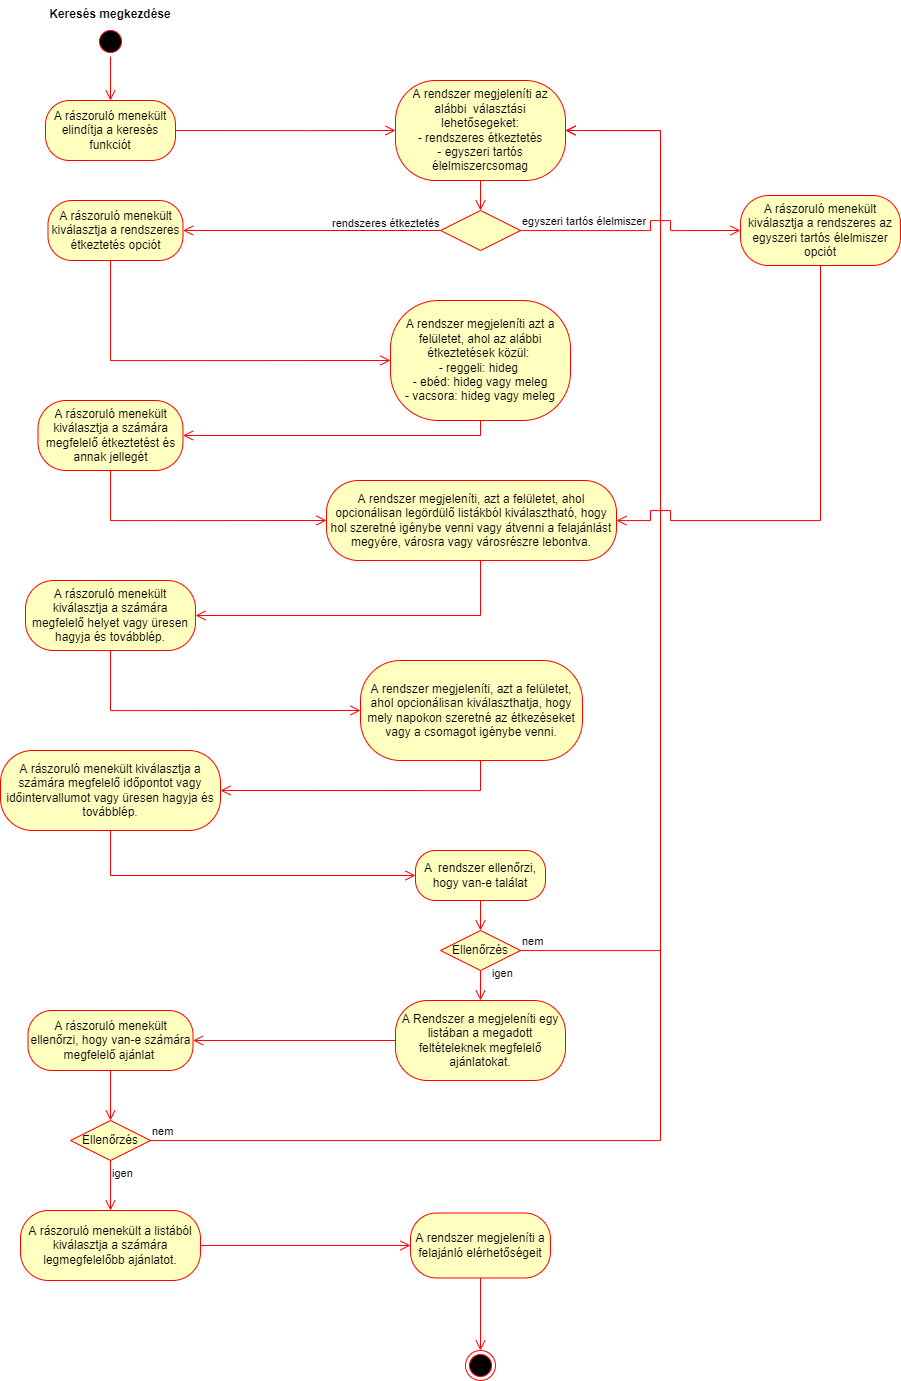 Keresés megkezdése
A rászoruló menekült
elindítja a keresés
funkciót
A rendszer megjeleníti az
alábbi választási
lehetősegeket:
- rendszeres étkeztetés
- egyszeri tartós
élelmiszercsomag
rendszeres étkeztetés
egyszeri tartós élelmiszer
A rászoruló menekült
kiválasztja a rendszeres
étkeztetés opciót
A rászoruló menekült
kiválasztja a rendszeres az
egyszeri tartós élelmiszer
opciót
A rendszer megjeleníti azt a
felületet, ahol az alábbi
étkeztetések közül:
- reggeli: hideg
- ebéd: hideg vagy meleg
- vacsora: hideg vagy meleg
A rászoruló menekült
kiválasztja a számára
megfelelő étkeztetést és
annak jellegét
A rendszer megjeleníti, azt a felületet, ahol
opcionálisan legördülő listákból kiválasztható, hogy
hol szeretné igénybe venni vagy átvenni a felajánlást
megyére, városra vagy városrészre lebontva.
A rászoruló menekült
kiválasztja a számára
megfelelő helyet vagy üresen
hagyja és továbblép.
A rendszer megjeleníti, azt a felületet,
ahol opcionálisan kiválaszthatja, hogy
mely napokon szeretné az étkezéseket
vagy a csomagot igénybe venni.
A rászoruló menekült kiválasztja a
számára megfelelő időpontot vagy
időintervallumot vagy üresen hagyja és
továbblép.
A rendszer ellenőrzi,
hogy van-e találat
Ellenőrzés
nem
igen
A Rendszer a megjeleníti egy
listában a megadott
feltételeknek megfelelő
ajánlatokat.
A rászoruló menekült
ellenőrzi, hogy van-e számára
megfelelő ajánlat
Ellenőrzés
nem
igen
A rászoruló menekült a listából
kiválasztja a számára
legmegfelelőbb ajánlatot.
A rendszer megjeleníti a
felajánló elérhetőségeit